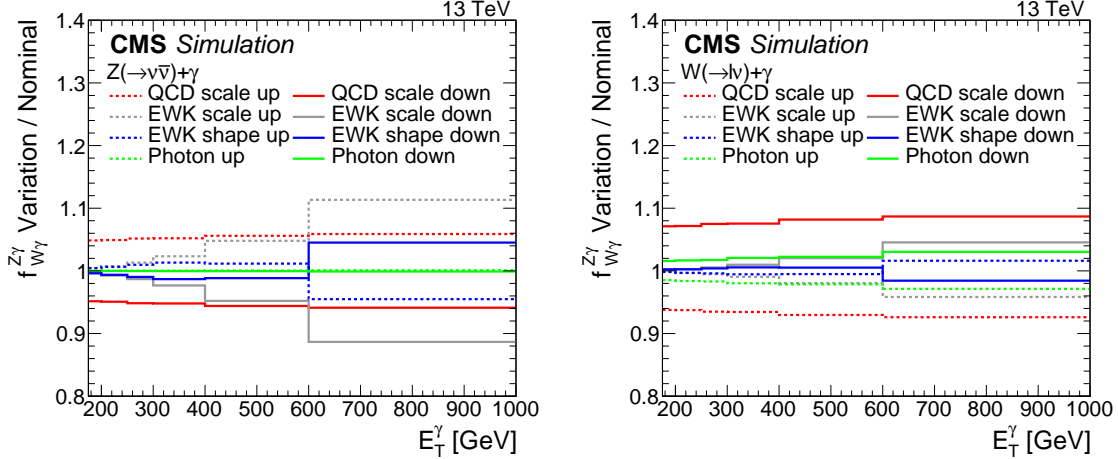 13 TeV
CMS Simulation
Z(→νν̅)+γ
QCD scale up QCD scale down
EWK scale up EWK scale down
EWK shape up EWK shape down
Photon up Photon down
f^{Zγ}_{Wγ} Variation / Nominal
1.4
1.3
1.2
1.1
1
0.9
0.8
200 300 400 500 600 700 800 900 1000
E_T^γ [GeV]
13 TeV
CMS Simulation
W(→lν)+γ
QCD scale up QCD scale down
EWK scale up EWK scale down
EWK shape up EWK shape down
Photon up Photon down
f^{Zγ}_{Wγ} Variation / Nominal
1.4
1.3
1.2
1.1
1
0.9
0.8
200 300 400 500 600 700 800 900 1000
E_T^γ [GeV]